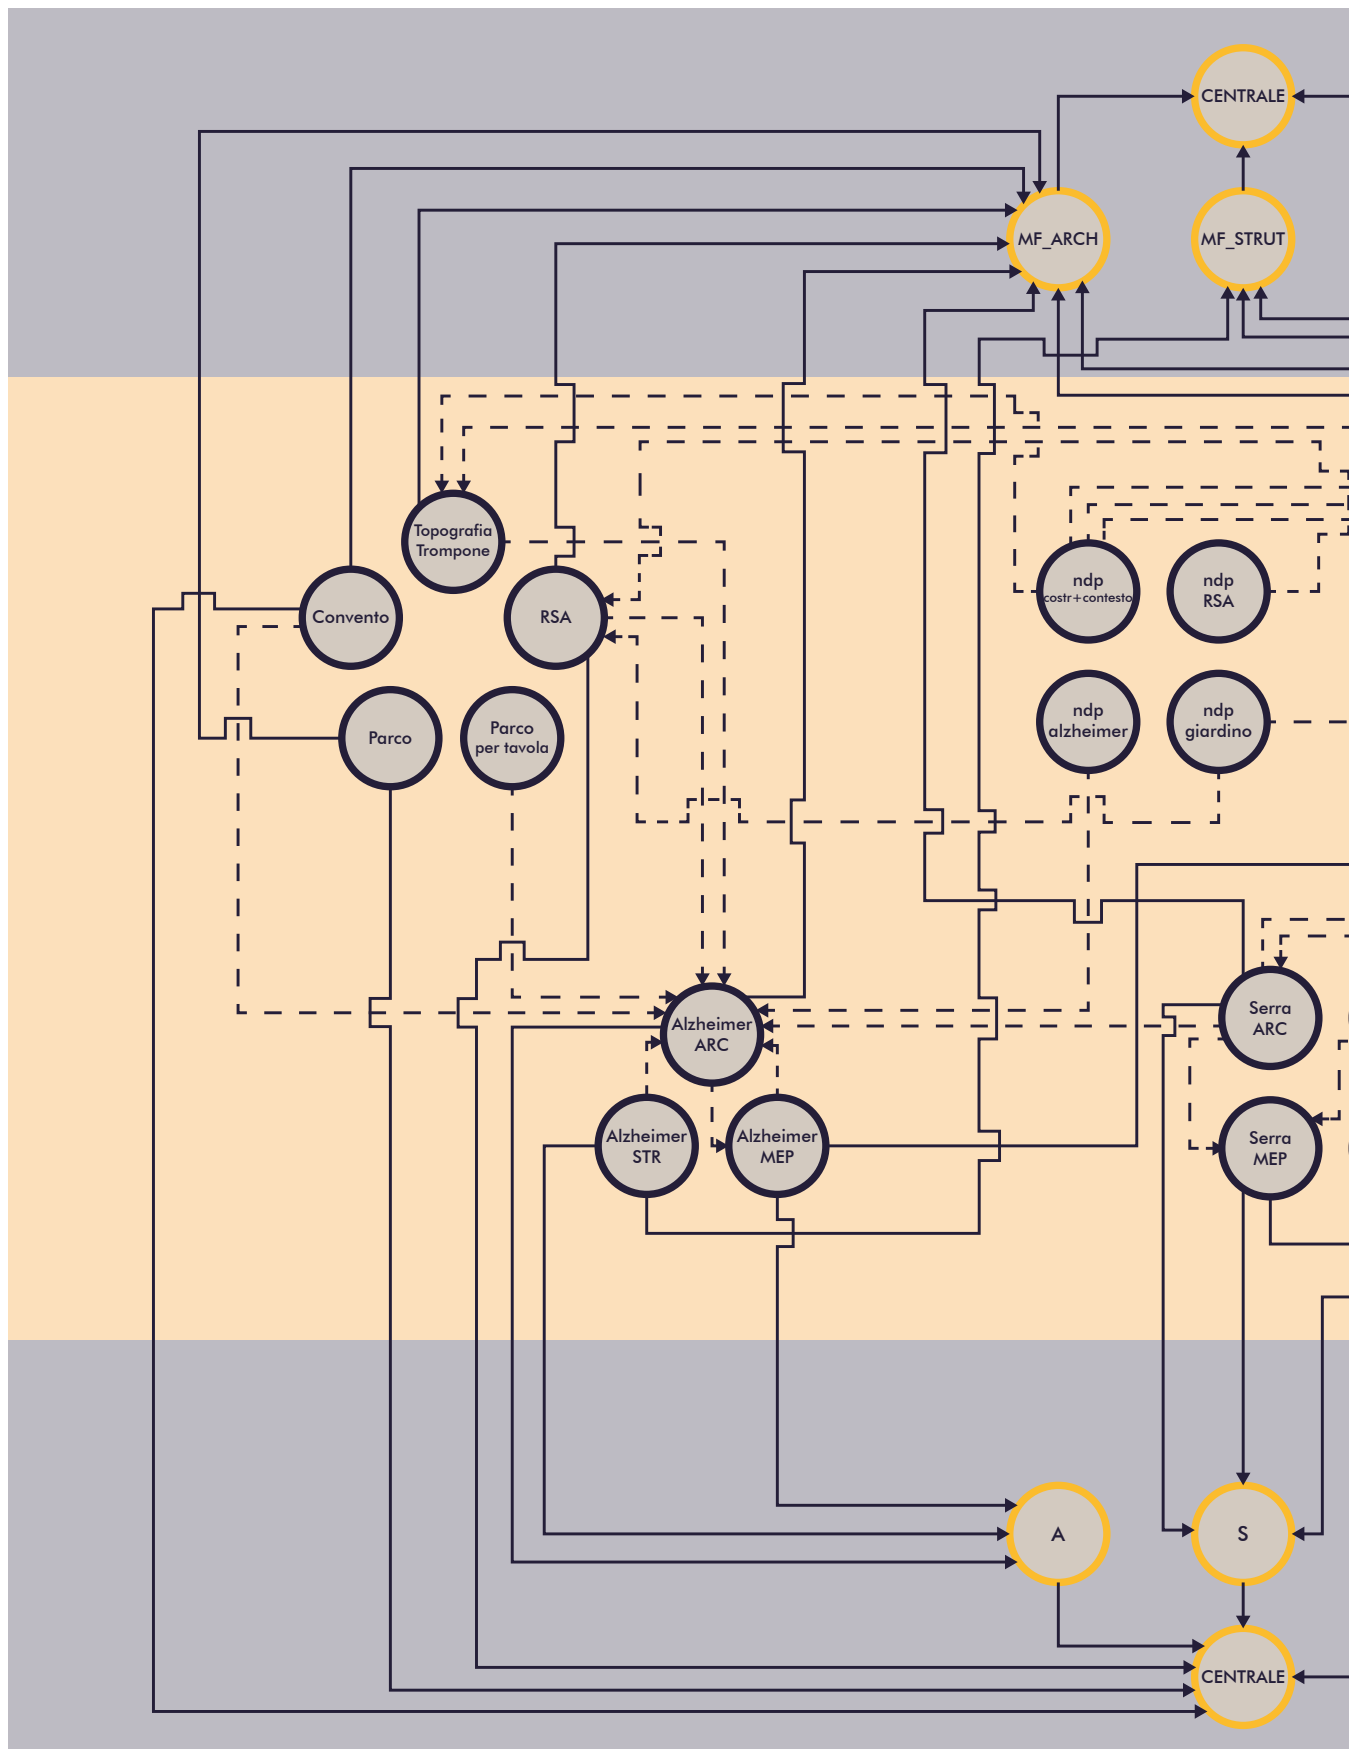 CENTRALE
MF_ARCH
MF_STRUT
Topografia
Trompone
Convento
RSA
ndp
costr+contesto
ndp
RSA
Parco
Parco
per tavola
ndp
alzheimer
ndp
giardino
Alzheimer
ARC
Serra
ARC
Alzheimer
STR
Alzheimer
MEP
Serra
MEP
A
S
CENTRALE